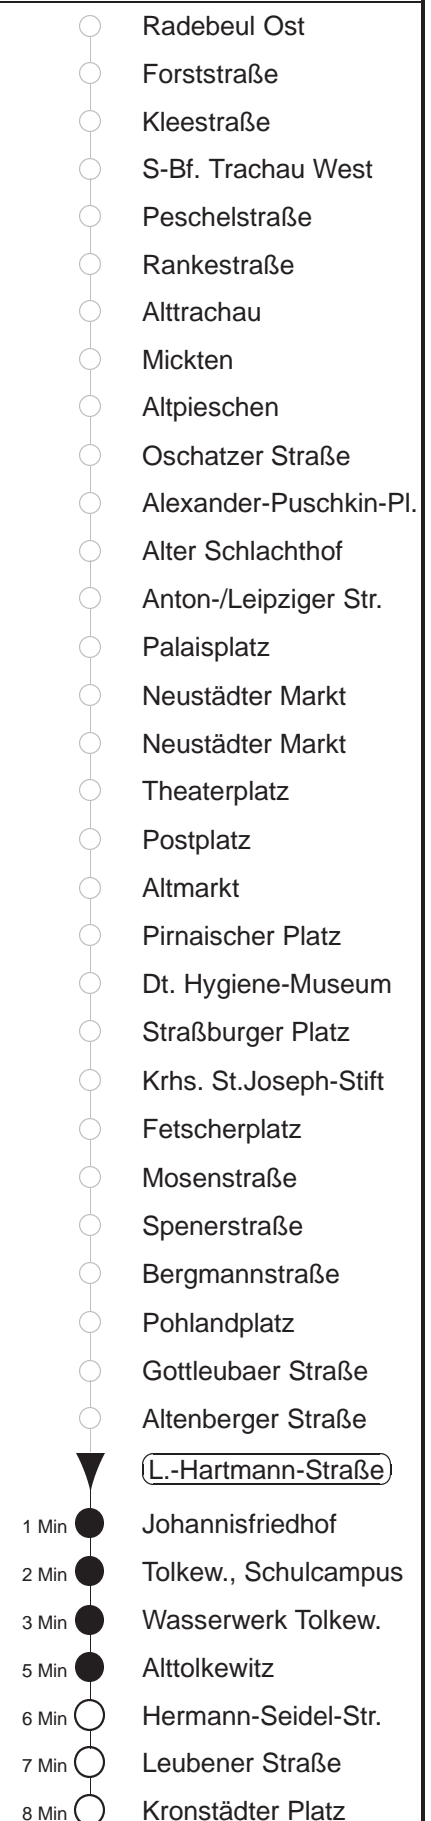 Radebeul Ost
Forststraße
Kleestraße
S-Bf. Trachau West
Peschelstraße
Rankestraße
Alttrachau
Mickten
Altpieschen
Oschatzer Straße
Alexander-Puschkin-Pl.
Alter Schlachthof
Anton-/Leipziger Str.
Palaisplatz
Neustädter Markt
Neustädter Markt
Theaterplatz
Postplatz
Altmarkt
Pirnaischer Platz
Dt. Hygiene-Museum
Straßburger Platz
Krhs. St.Joseph-Stift
Fetscherplatz
Mosenstraße
Spenerstraße
Bergmannstraße
Pohlandplatz
Gottleubaer Straße
Altenberger Straße
L.-Hartmann-Straße
1 Min Johannisfriedhof
2 Min Tolkew., Schulcampus
3 Min Wasserwerk Tolkew.
5 Min Alttolkewitz
6 Min Hermann-Seidel-Str.
7 Min Leubener Straße
8 Min Kronstädter Platz